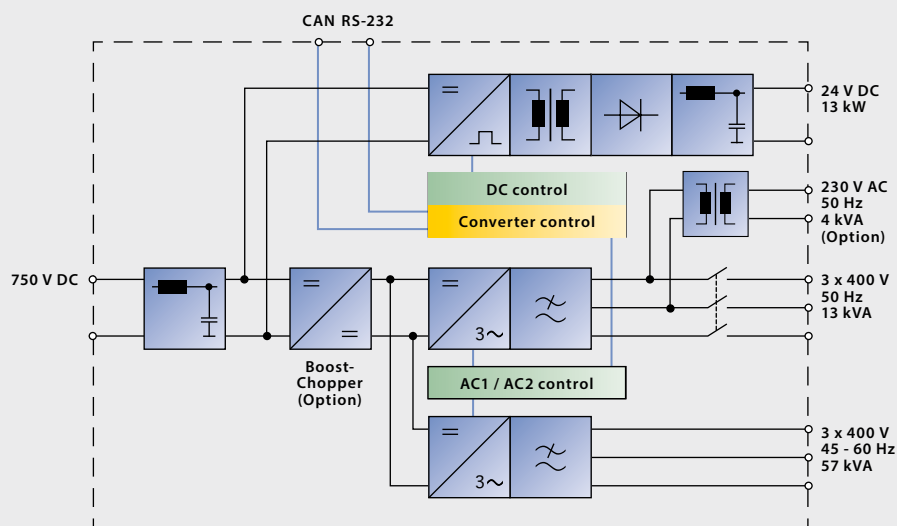 CAN RS-232
24 V DC
13 kW
DC control
Converter control
230 V AC
50 Hz
4 kVA
(Option)
750 V DC
3 x 400 V
50 Hz
13 kVA
3~
Boost-
Chopper
(Option)
AC1 / AC2 control
3 x 400 V
45 - 60 Hz
57 kVA
3~